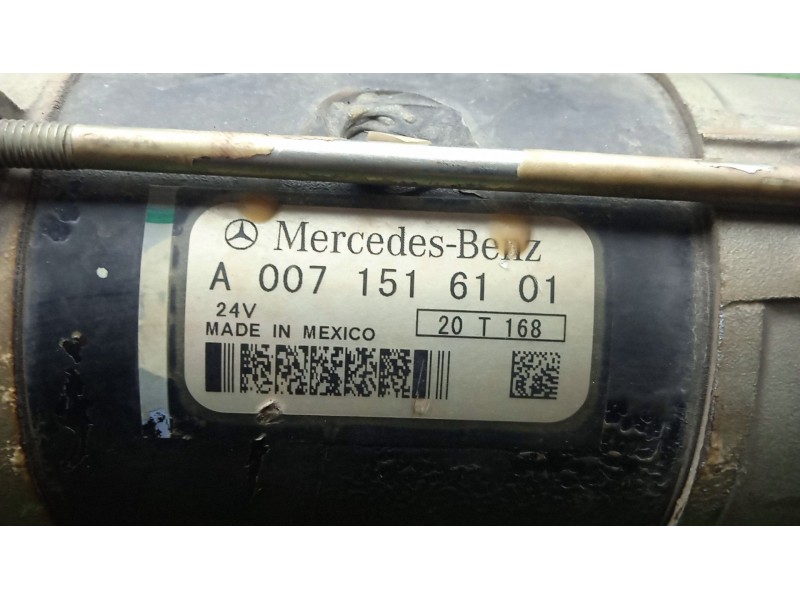 Mercedes-Benz
A 007 151 61 01
24V
20 T 168
MADE IN MEXICO